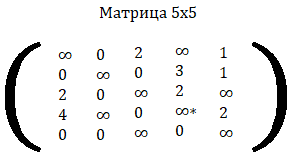 Матрица 5x5
∞ 0 2 ∞ 1
0 ∞ 0 3 1
2 0 ∞ 2 ∞
4 ∞ 0 ∞* 2
0 0 ∞ 0 ∞